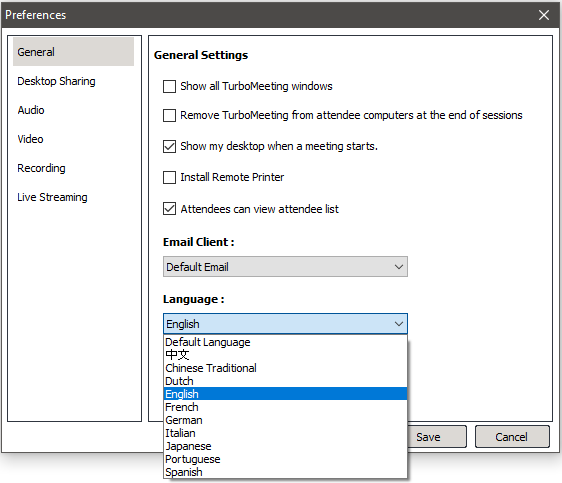 Preferences
General
Desktop Sharing
Audio
Video
Recording
Live Streaming
General Settings
Show all TurboMeeting windows
Remove TurboMeeting from attendee computers at the end of sessions
Show my desktop when a meeting starts.
Install Remote Printer
Attendees can view attendee list
Email Client :
Default Email
Language :
English
Default Language
中文
Chinese Traditional
Dutch
English
French
German
Italian
Japanese
Portuguese
Spanish
Save
Cancel